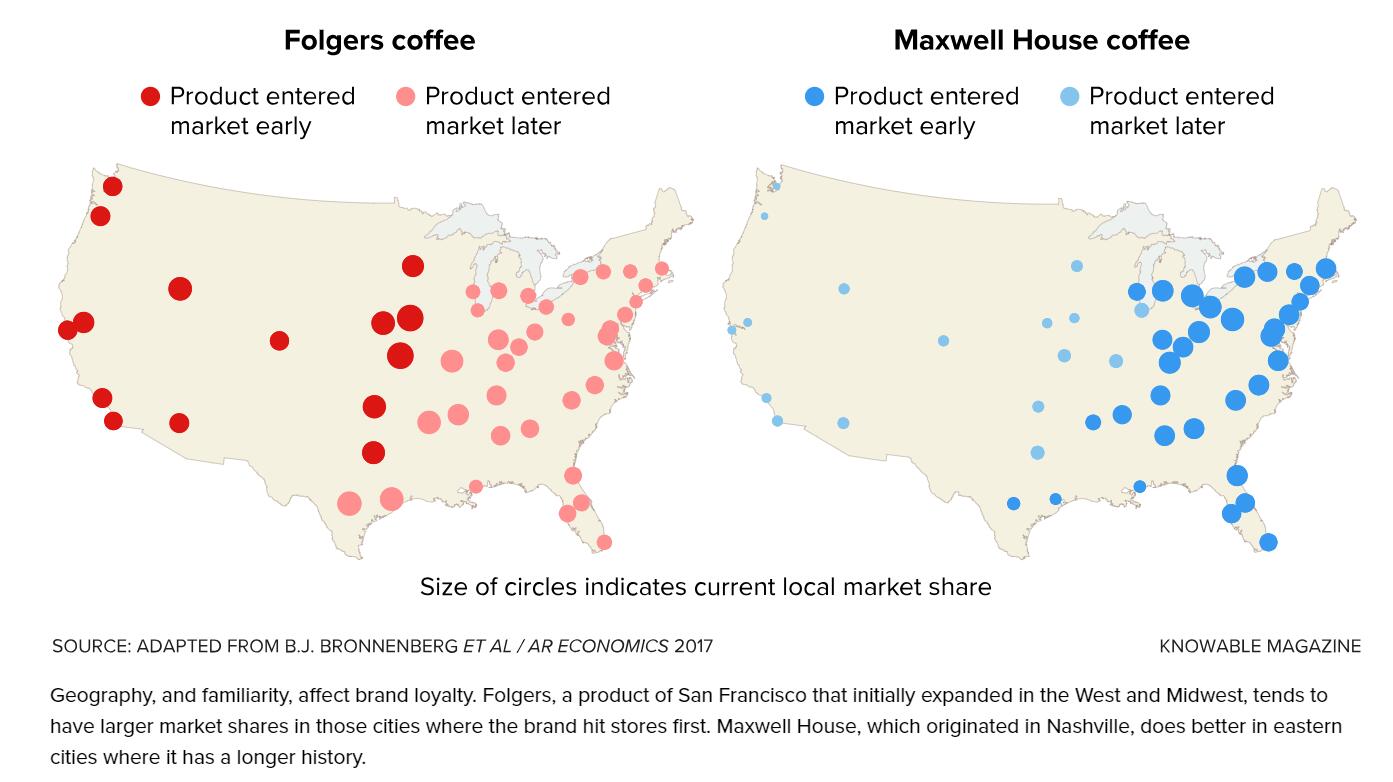 Folgers coffee
Maxwell House coffee
Product entered market early
Product entered market later
Product entered market early
Product entered market later
Size of circles indicates current local market share
SOURCE: ADAPTED FROM B.J. BRONNENBERG ET AL / AR ECONOMICS 2017
KNOWABLE MAGAZINE
Geography, and familiarity, affect brand loyalty. Folgers, a product of San Francisco that initially expanded in the West and Midwest, tends to
have larger market shares in those cities where the brand hit stores first. Maxwell House, which originated in Nashville, does better in eastern
cities where it has a longer history.